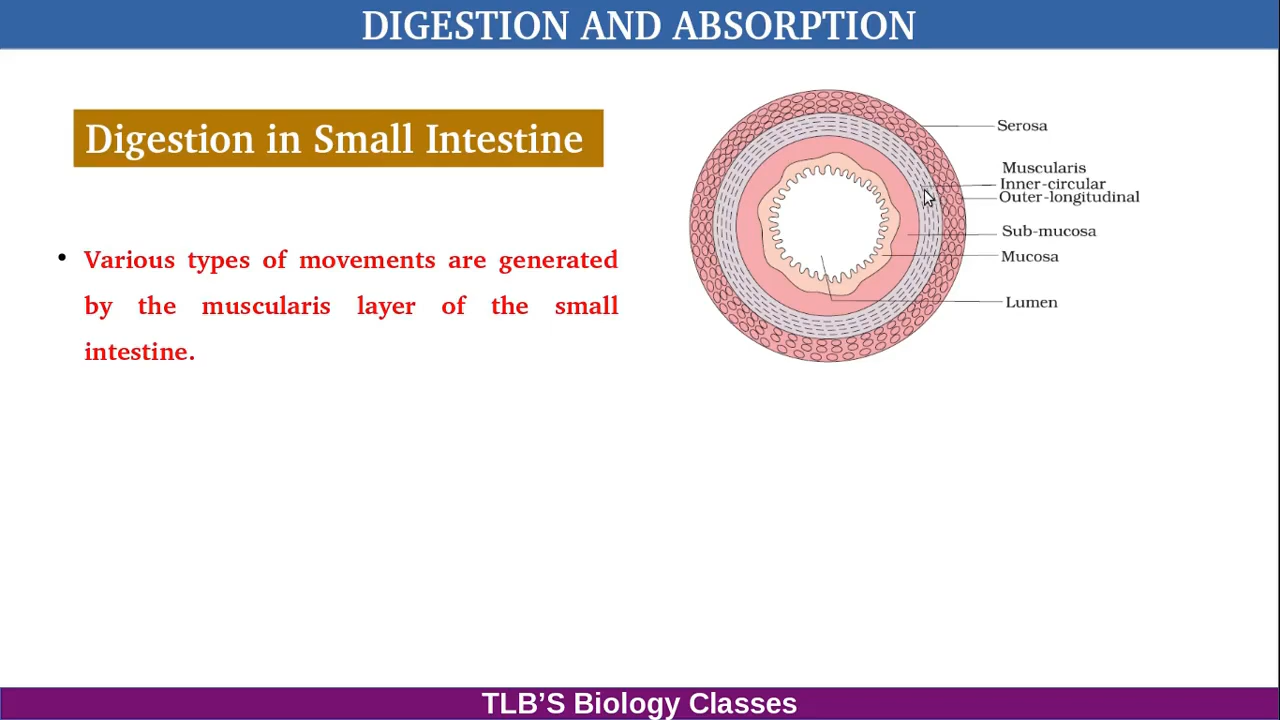 DIGESTION AND ABSORPTION
Digestion in Small Intestine
• Various types of movements are generated
by the muscularis layer of the small
intestine.
Serosa
Muscularis
Inner-circular
Outer-longitudinal
Sub-mucosa
Mucosa
Lumen
TLB’S Biology Classes